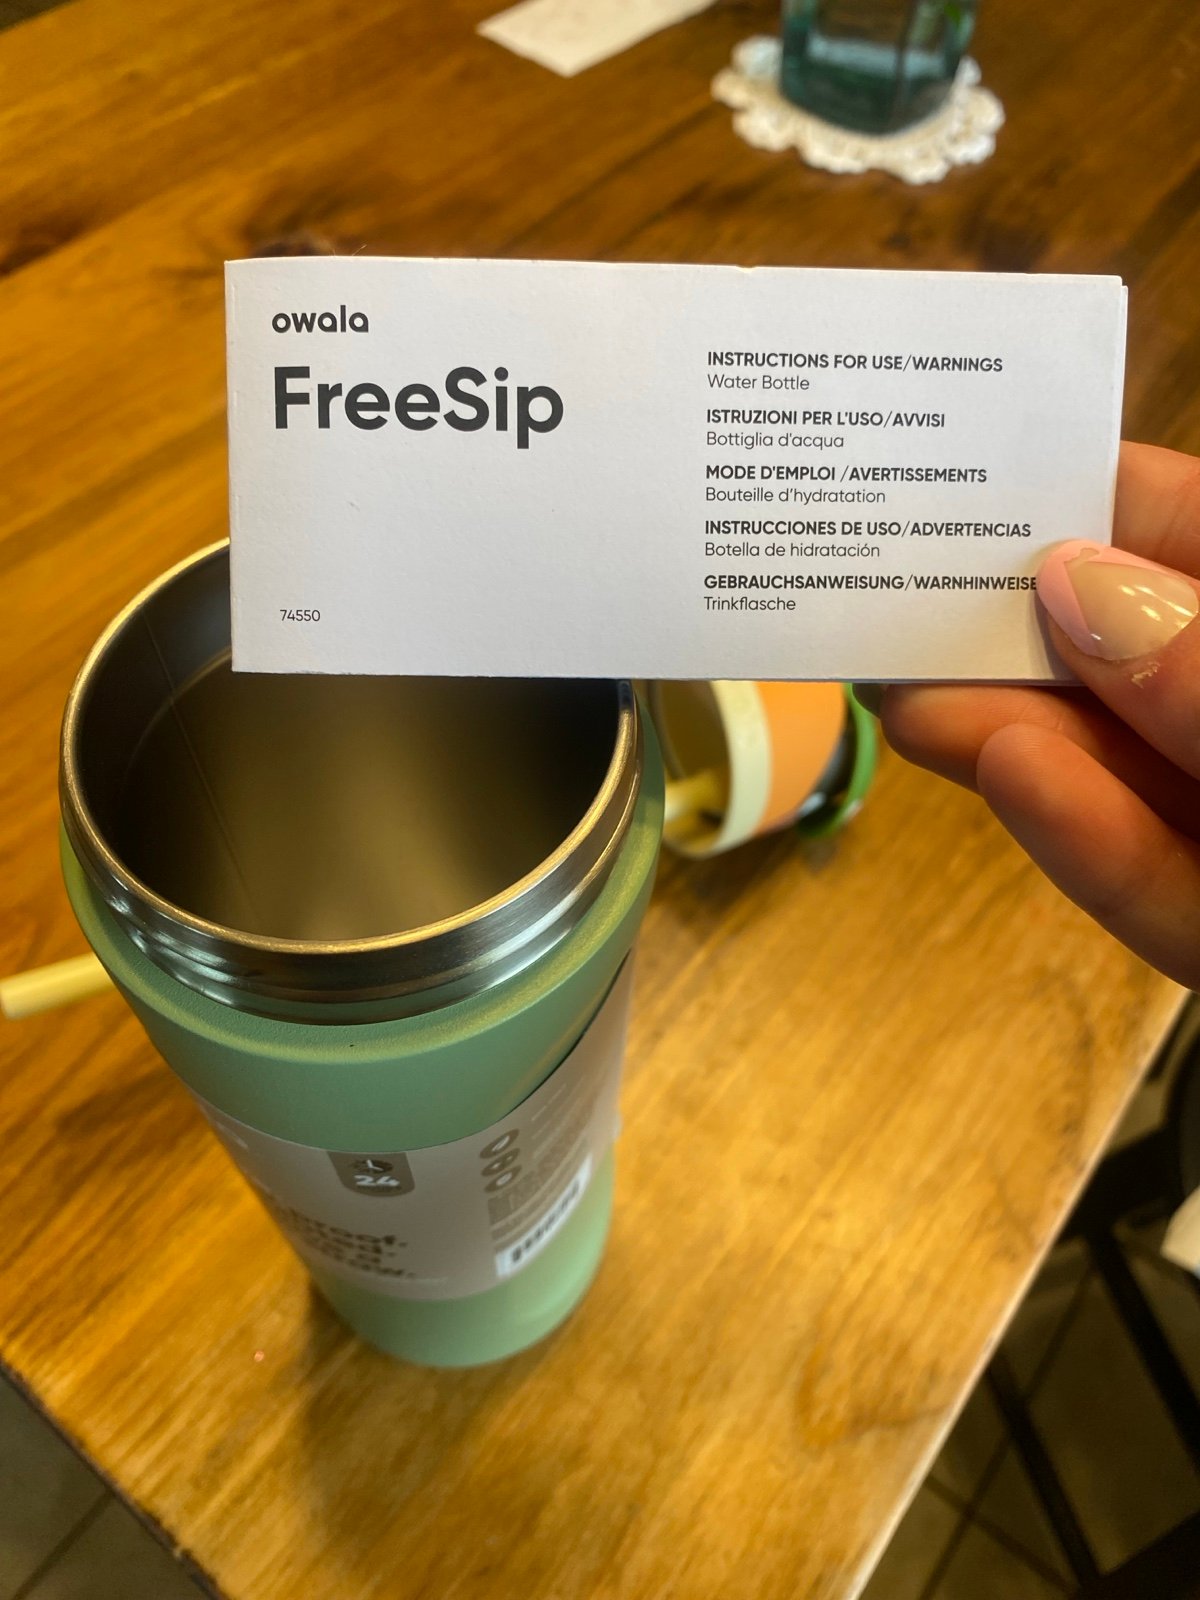 owala
FreeSip
74550
INSTRUCTIONS FOR USE/WARNINGS
Water Bottle
ISTRUZIONI PER L'USO/AVVISI
Bottiglia d'acqua
MODE D'EMPLOI /AVERTISSEMENTS
Bouteille d'hydratation
INSTRUCCIONES DE USO/ADVERTENCIAS
Botella de hidratación
GEBRAUCHSANWEISUNG/WARNHINWEISE
Trinkflasche
24